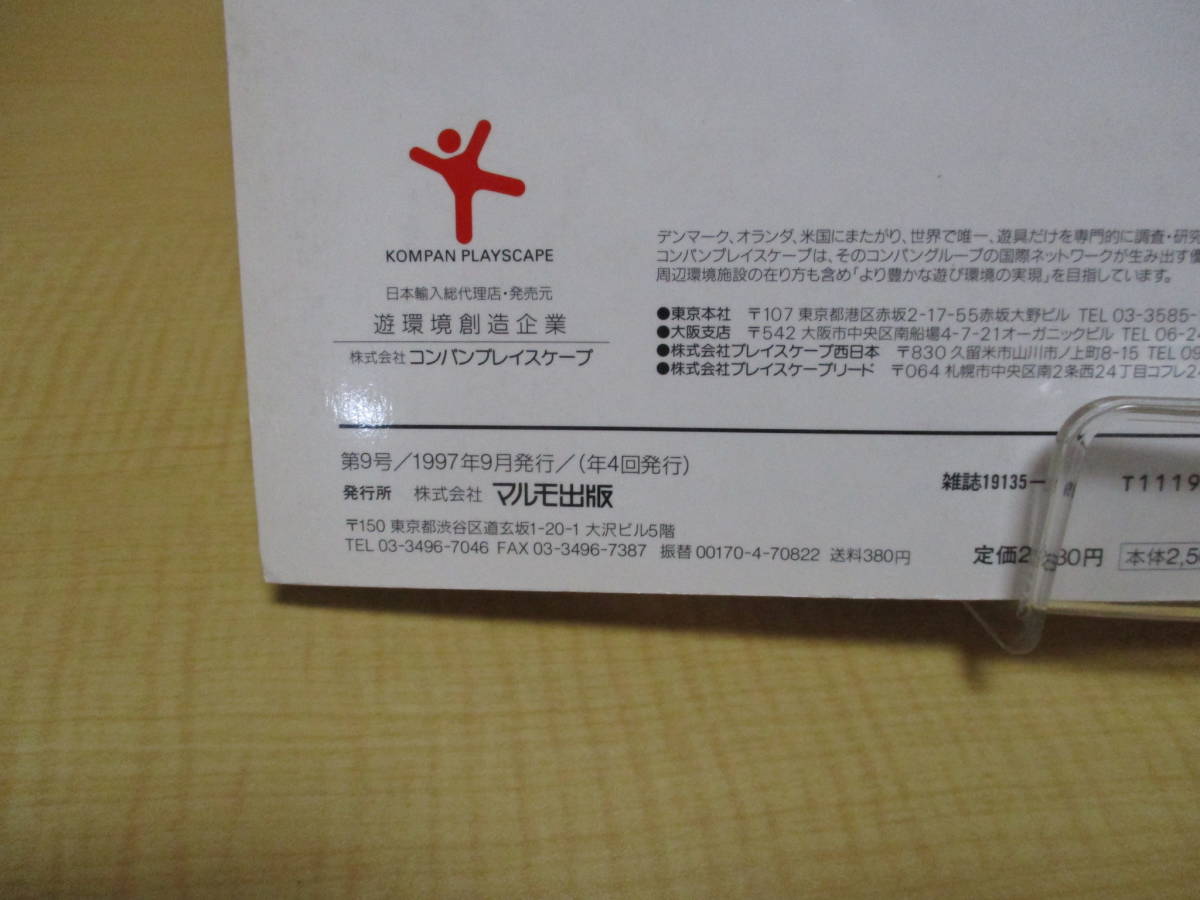 KOMPAN PLAYSCAPE
日本輸入総代理店・発売元
遊環境創造企業
株式会社 コンパンプレイスケープ
デンマーク、オランダ、米国にまたがり、世界で唯一、遊具だけを専門的に調査・研究
コンパンプレイスケープは、そのコンパングループの国際ネットワークが生み出す優
周辺環境施設の在り方も含め「より豊かな遊び環境の実現」を目指しています。
●東京本社 〒107 東京都港区赤坂2-17-55赤坂大野ビル TEL 03-3585-
●大阪支店 〒542 大阪市中央区南船場4-7-21オーガニックビル TEL 06-24
●株式会社プレイスケープ西日本 〒830 久留米市山川市ノ上町8-15 TEL 09
●株式会社プレイスケープリード 〒064 札幌市中央区南2条西24丁目コフレ24
第9号/1997年9月発行/(年4回発行)
発行所 株式会社 マルモ出版
〒150 東京都渋谷区道玄坂1-20-1 大沢ビル5階
TEL 03-3496-7046 FAX 03-3496-7387 振替 00170-4-70822 送料380円
雑誌19135- T1119
定価2 80円 本体2,5